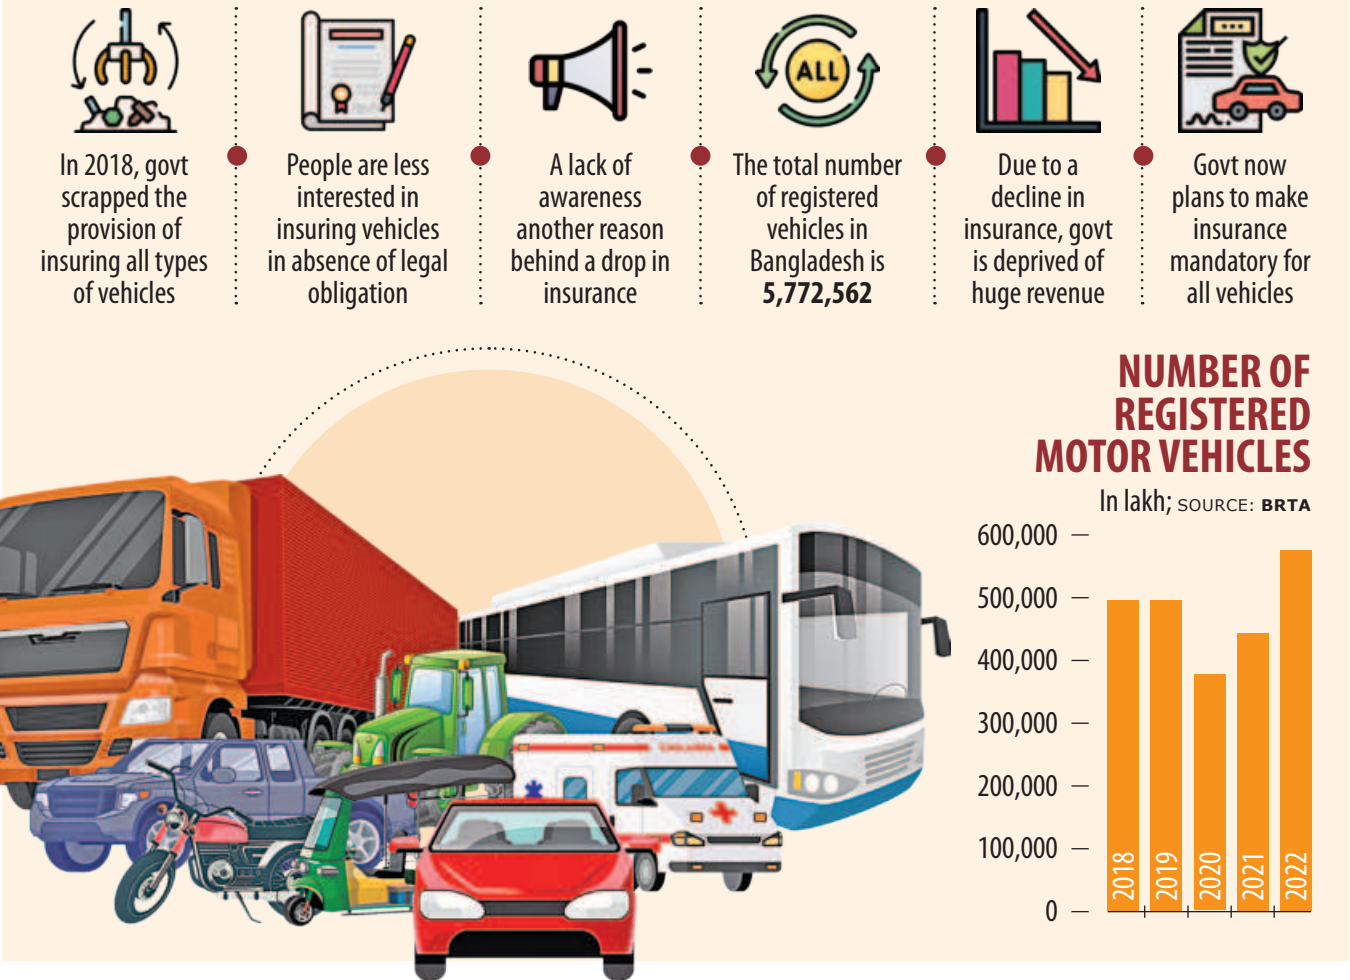 ALL
In 2018, govt
scrapped the
provision of
insuring all types
of vehicles
People are less
interested in
insuring vehicles
in absence of legal
obligation
A lack of
awareness
another reason
behind a drop in
insurance
The total number
of registered
vehicles in
Bangladesh is
5,772,562
Due to a
decline in
insurance, govt
is deprived of
huge revenue
Govt now
plans to make
insurance
mandatory for
all vehicles
NUMBER OF
REGISTERED
MOTOR VEHICLES
In lakh; SOURCE: BRTA
600,000
500,000
400,000
300,000
200,000
100,000
0
2018
2019
2020
2021
2022